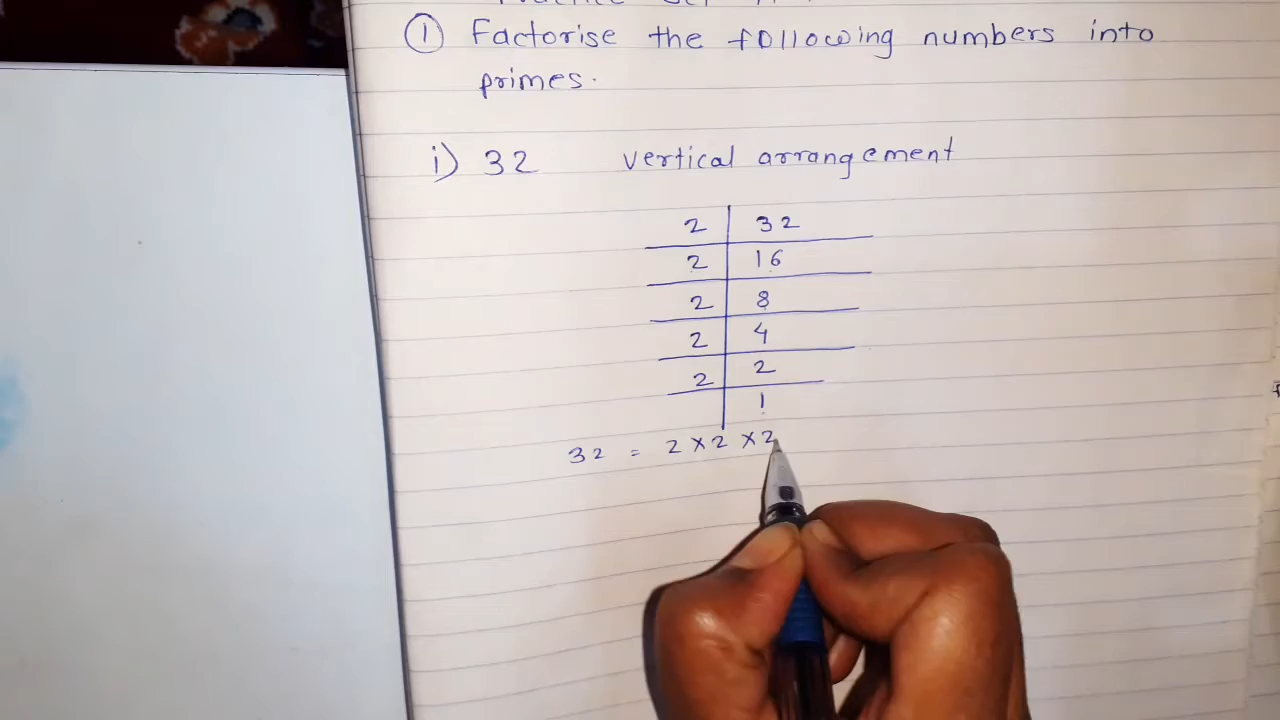 ① Factorise the following numbers into
primes.
i) 32 vertical arrangement
2 | 32
2 | 16
2 | 8
2 | 4
2 | 2
| 1
32 = 2 × 2 × 2